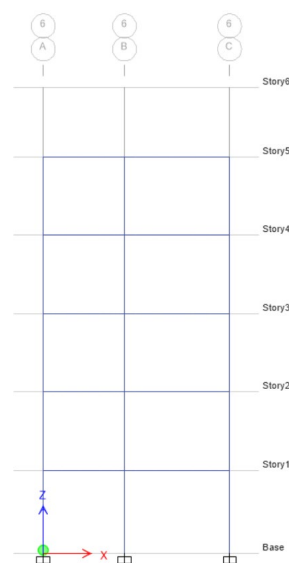 6 6 6
A B C
Story6
Story5
Story4
Story3
Story2
Story1
Z
X Base